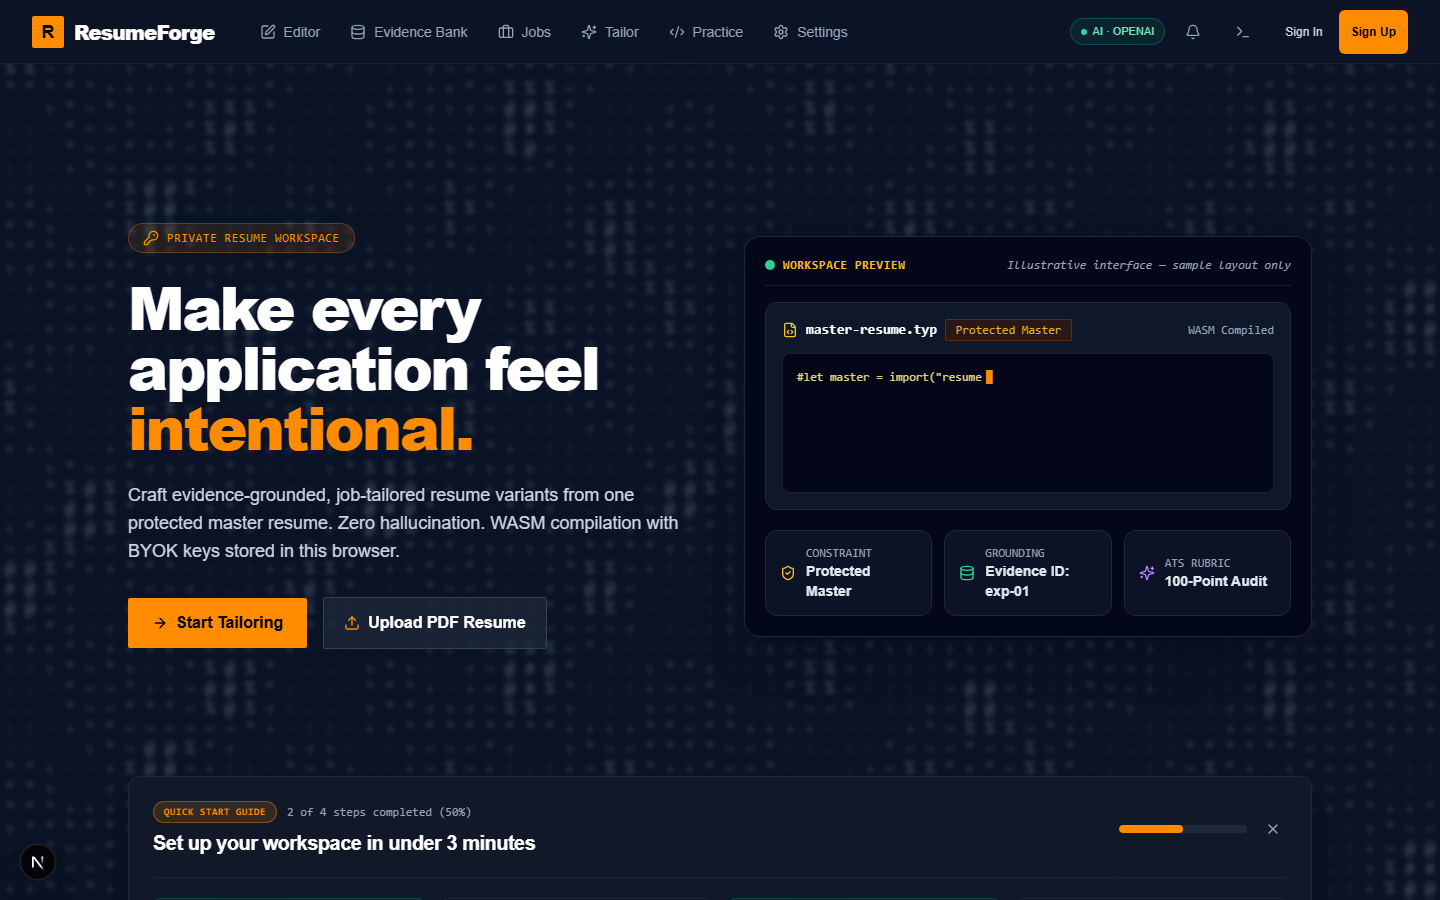 R ResumeForge Editor Evidence Bank Jobs Tailor Practice Settings AI · OPENAI Sign In Sign Up
PRIVATE RESUME WORKSPACE
Make every
application feel
intentional.
Craft evidence-grounded, job-tailored resume variants from one
protected master resume. Zero hallucination. WASM compilation with
BYOK keys stored in this browser.
Start Tailoring Upload PDF Resume
WORKSPACE PREVIEW Illustrative interface — sample layout only
master-resume.typ Protected Master WASM Compiled
#let master = import("resume
CONSTRAINT
Protected
Master
GROUNDING
Evidence ID:
exp-01
ATS RUBRIC
100-Point Audit
QUICK START GUIDE 2 of 4 steps completed (50%)
Set up your workspace in under 3 minutes
N